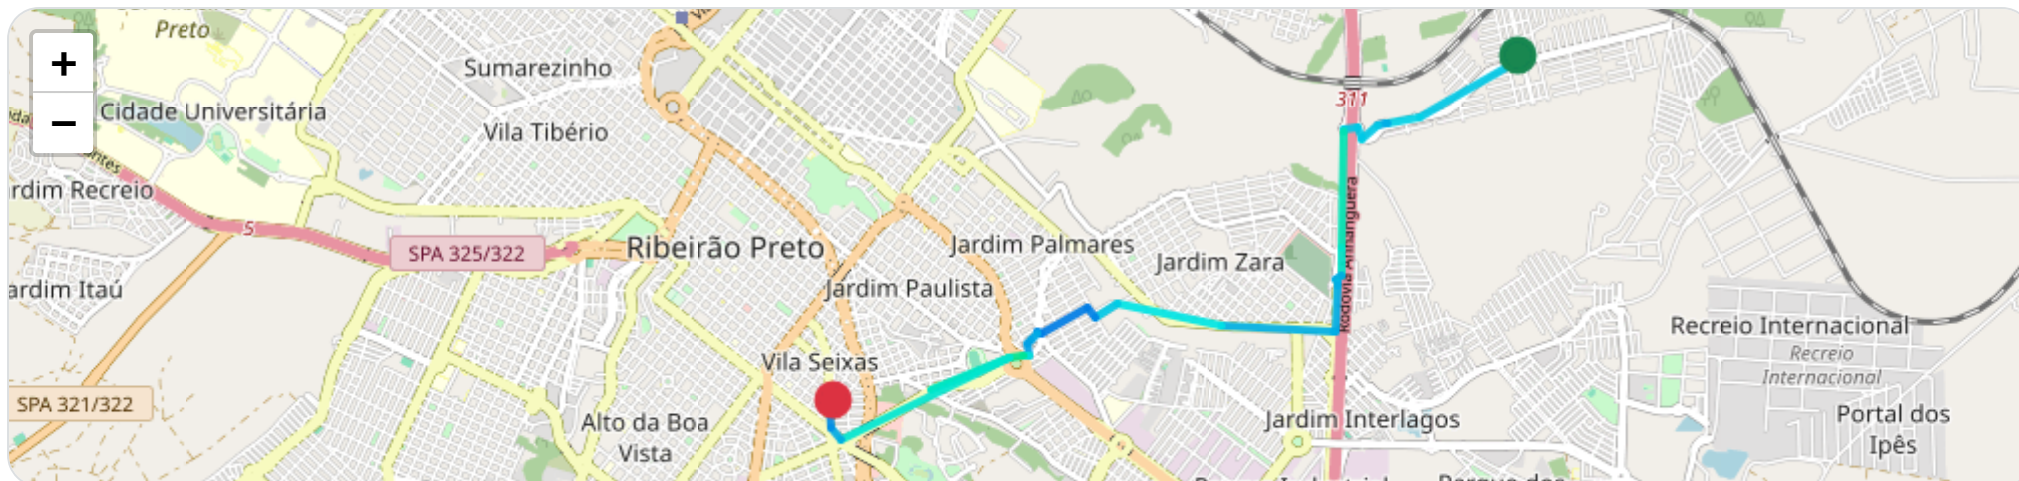 Preto
+
−
Sumarezinho
Cidade Universitária
Vila Tibério
311
rdim Recreio
5
SPA 325/322
Ribeirão Preto
Jardim Palmares
Jardim Zara
Rodovia Anhanguera
ardim Itaú
Jardim Paulista
Recreio Internacional
Recreio
Internacional
Vila Seixas
SPA 321/322
Alto da Boa
Vista
Jardim Interlagos
Portal dos
Ipês